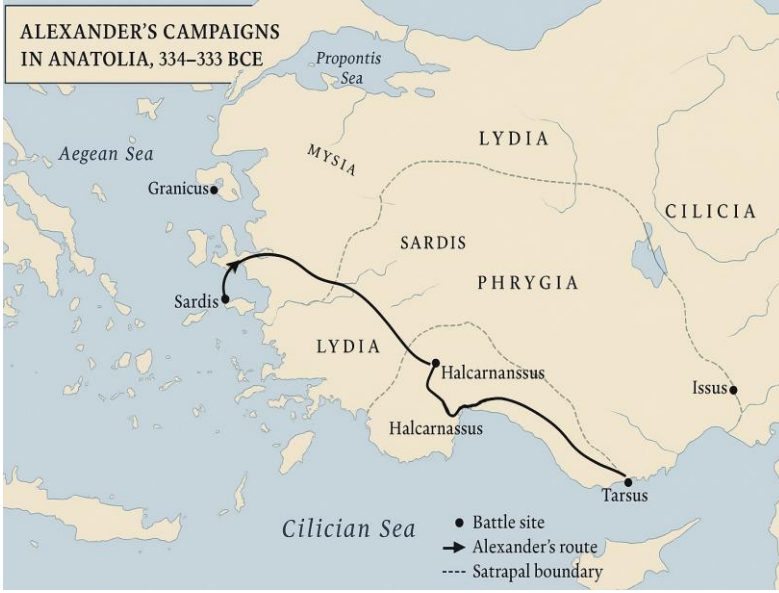 ALEXANDER'S CAMPAIGNS
IN ANATOLIA, 334–333 BCE
Propontis
Sea
Aegean Sea
MYSIA
LYDIA
Granicus
CILICIA
SARDIS
PHRYGIA
Sardis
LYDIA
Halcarnanssus
Issus
Halcarnassus
Tarsus
Cilician Sea
Battle site
Alexander's route
Satrapal boundary